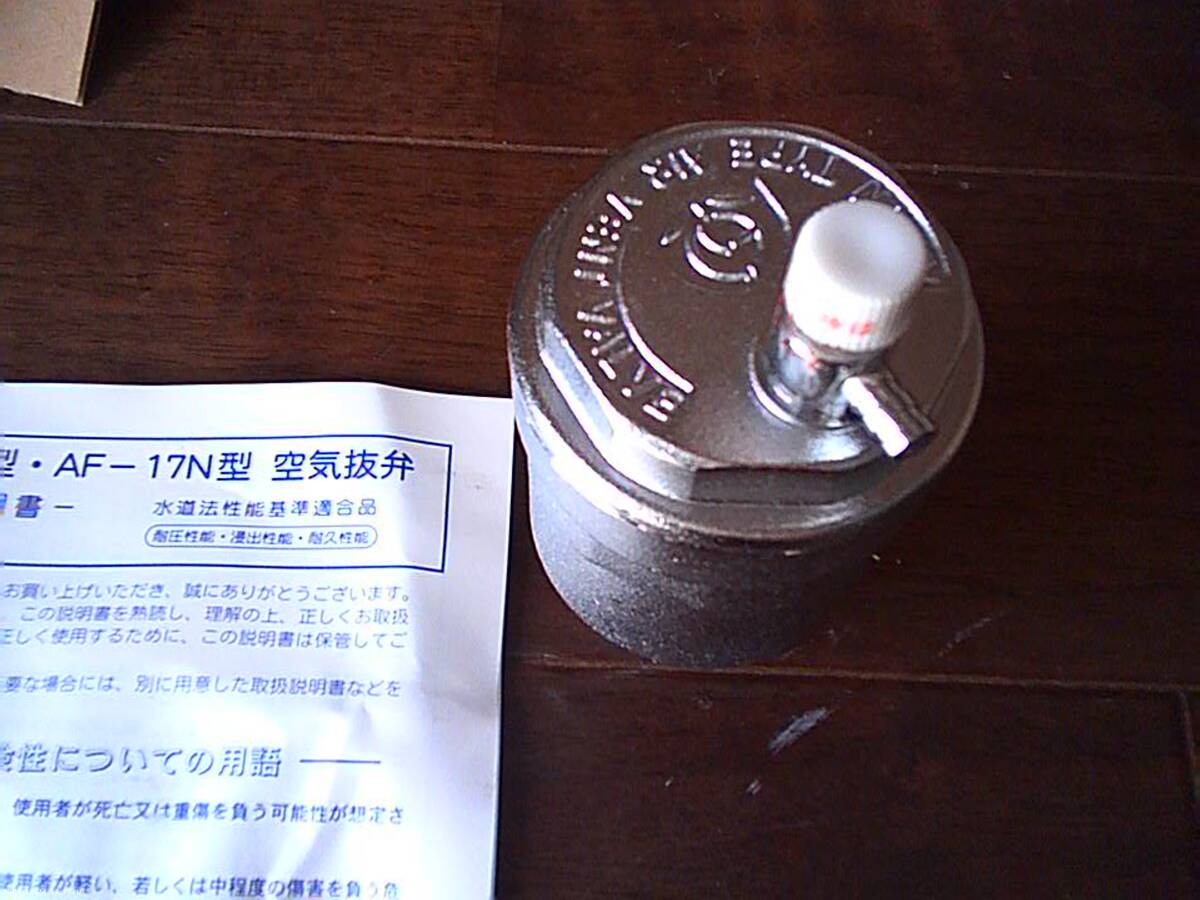 型・AF－17N型 空気抜弁
書－ 水道法性能基準適合品
耐圧性能・浸出性能・耐久性能
お買い上げいただき、誠にありがとうございます。
この説明書を熟読し、理解の上、正しくお取扱
正しく使用するために、この説明書は保管してご
要な場合には、別に用意した取扱説明書などを
性についての用語
使用者が死亡又は重傷を負う可能性が想定さ
使用者が軽い、若しくは中程度の傷害を負う危
TYPE AIR VENT VALVE